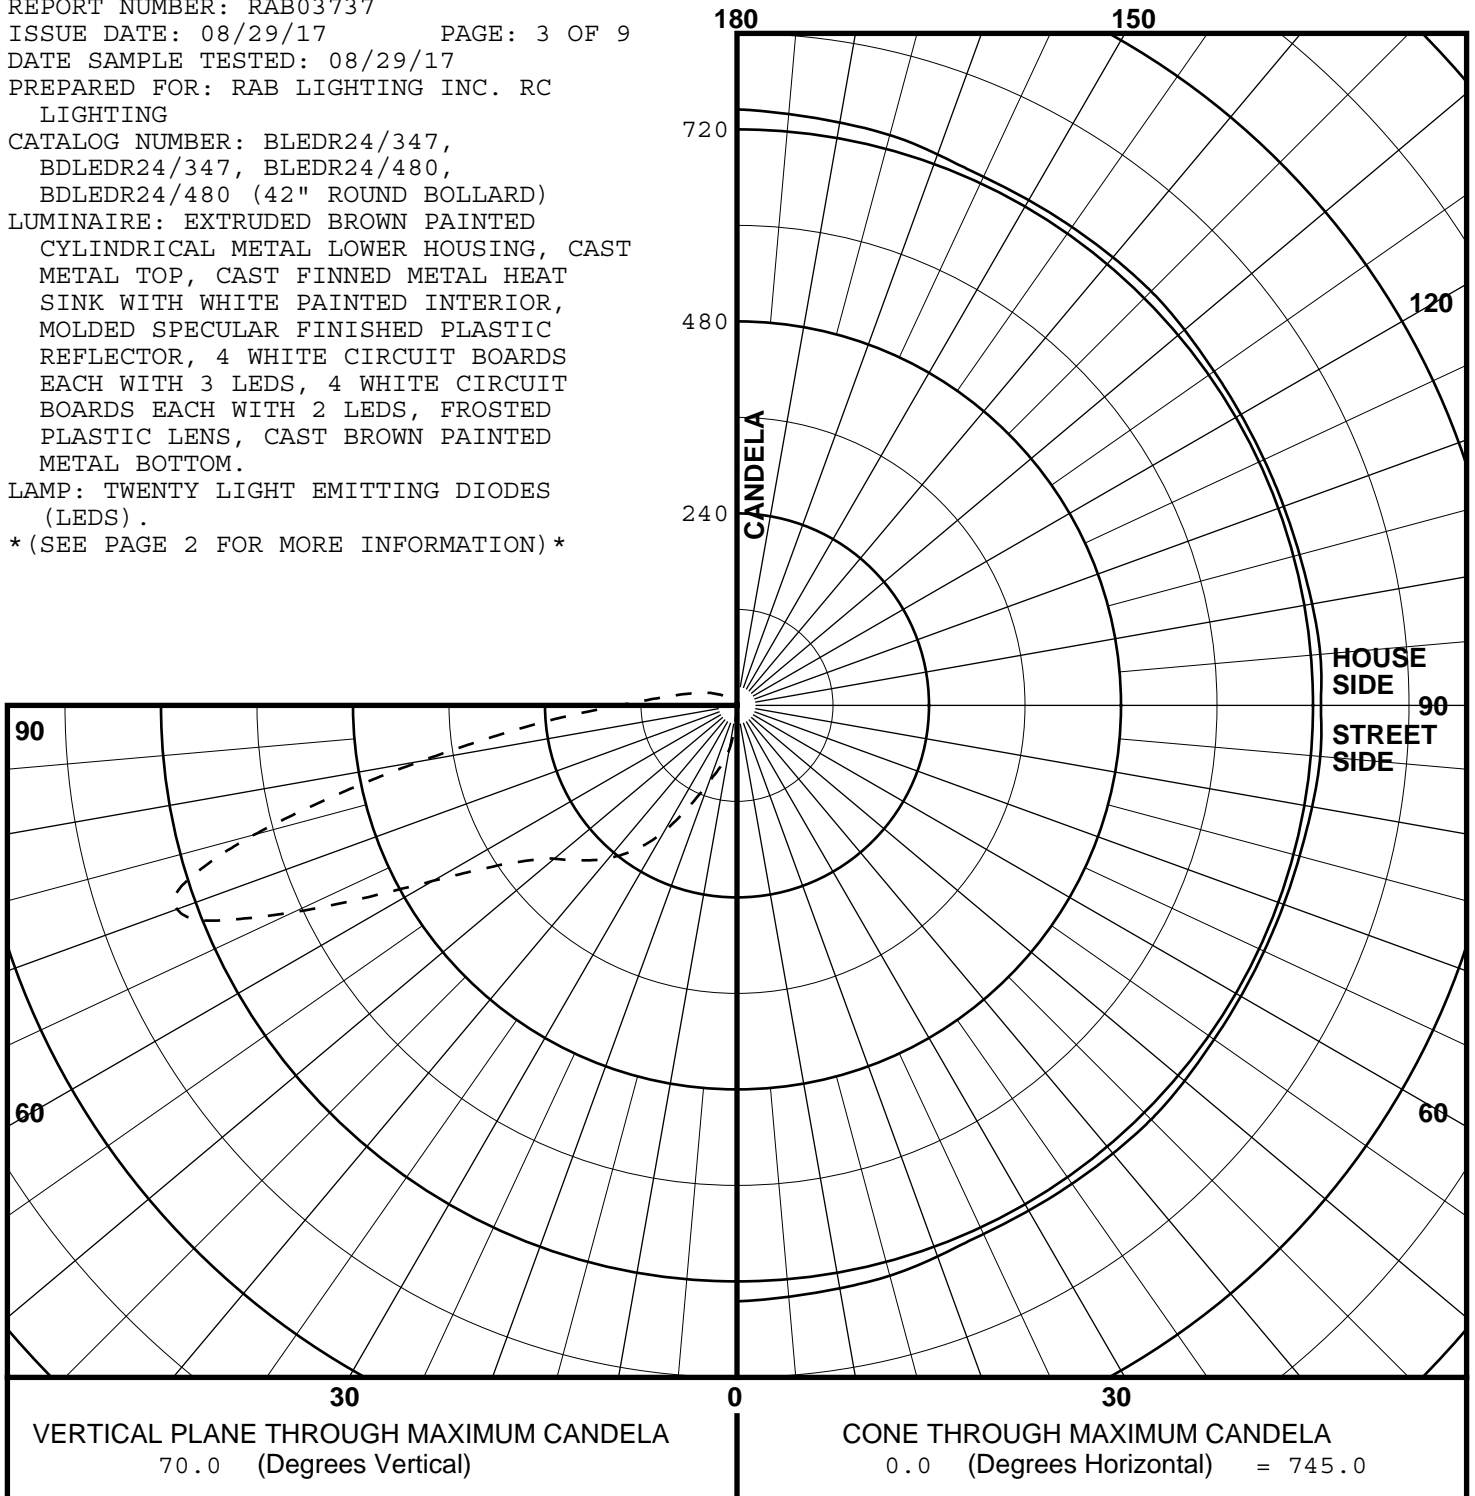 REPORT NUMBER: RAB03737
ISSUE DATE: 08/29/17 PAGE: 3 OF 9
DATE SAMPLE TESTED: 08/29/17
PREPARED FOR: RAB LIGHTING INC. RC
LIGHTING
CATALOG NUMBER: BLEDR24/347,
BDLEDR24/347, BLEDR24/480,
BDLEDR24/480 (42" ROUND BOLLARD)
LUMINAIRE: EXTRUDED BROWN PAINTED
CYLINDRICAL METAL LOWER HOUSING, CAST
METAL TOP, CAST FINNED METAL HEAT
SINK WITH WHITE PAINTED INTERIOR,
MOLDED SPECULAR FINISHED PLASTIC
REFLECTOR, 4 WHITE CIRCUIT BOARDS
EACH WITH 3 LEDS, 4 WHITE CIRCUIT
BOARDS EACH WITH 2 LEDS, FROSTED
PLASTIC LENS, CAST BROWN PAINTED
METAL BOTTOM.
LAMP: TWENTY LIGHT EMITTING DIODES
(LEDS).
*(SEE PAGE 2 FOR MORE INFORMATION)*
180
150
720
120
480
CANDELA
240
HOUSE
SIDE
90
90
STREET
SIDE
60
60
30
0
30
VERTICAL PLANE THROUGH MAXIMUM CANDELA
70.0 (Degrees Vertical)
CONE THROUGH MAXIMUM CANDELA
0.0 (Degrees Horizontal) = 745.0